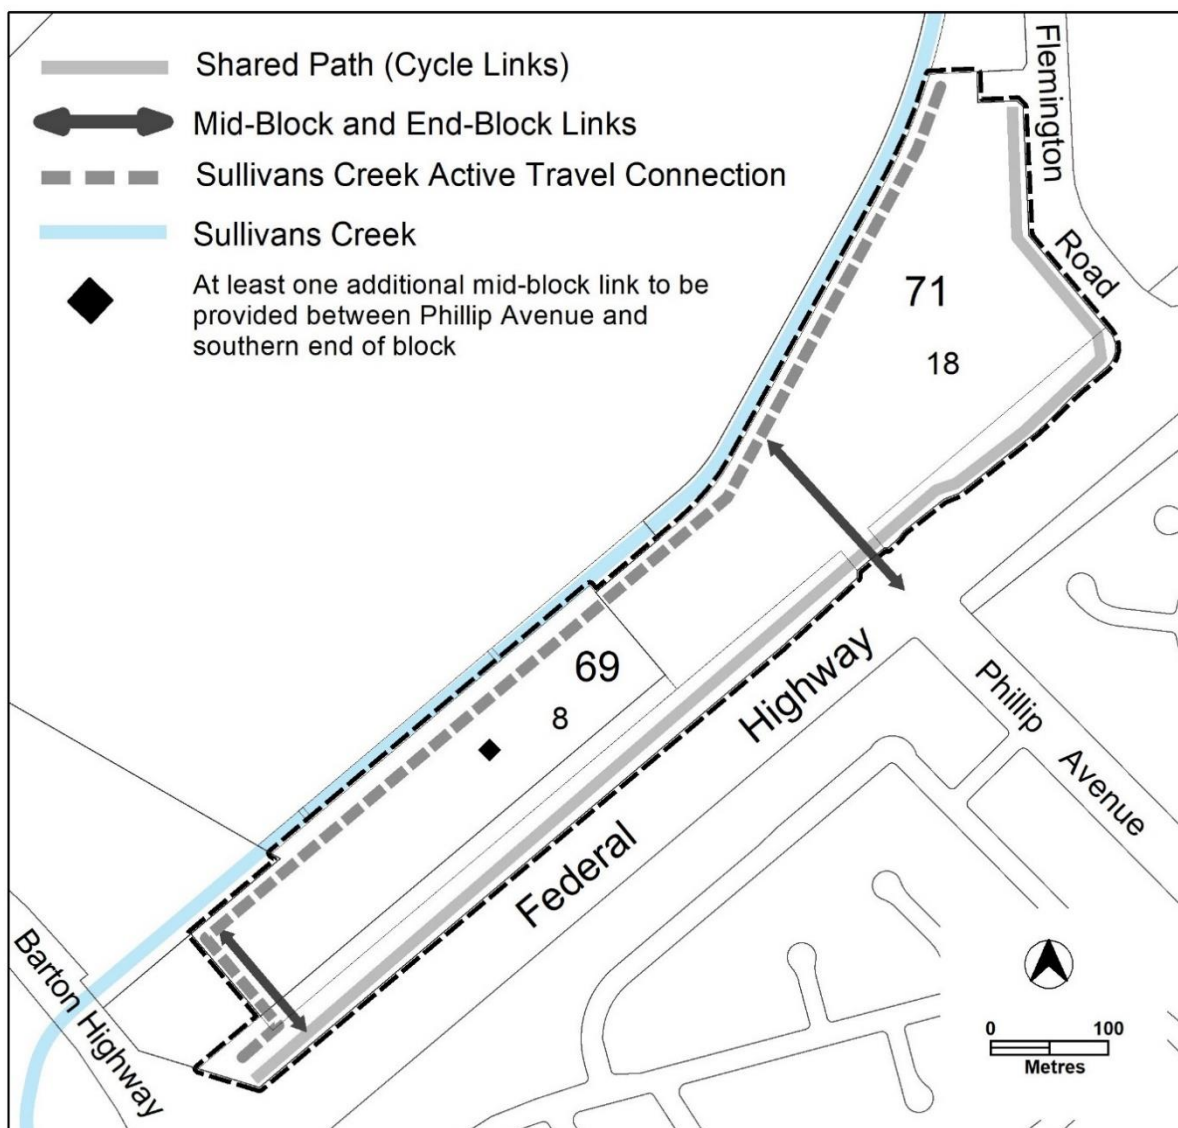 Shared Path (Cycle Links)
Mid-Block and End-Block Links
Sullivans Creek Active Travel Connection
Sullivans Creek
At least one additional mid-block link to be
provided between Phillip Avenue and
southern end of block
Flemington
Road
71
18
69
8
Federal
Highway
Phillip
Avenue
Barton Highway
0 100
Metres